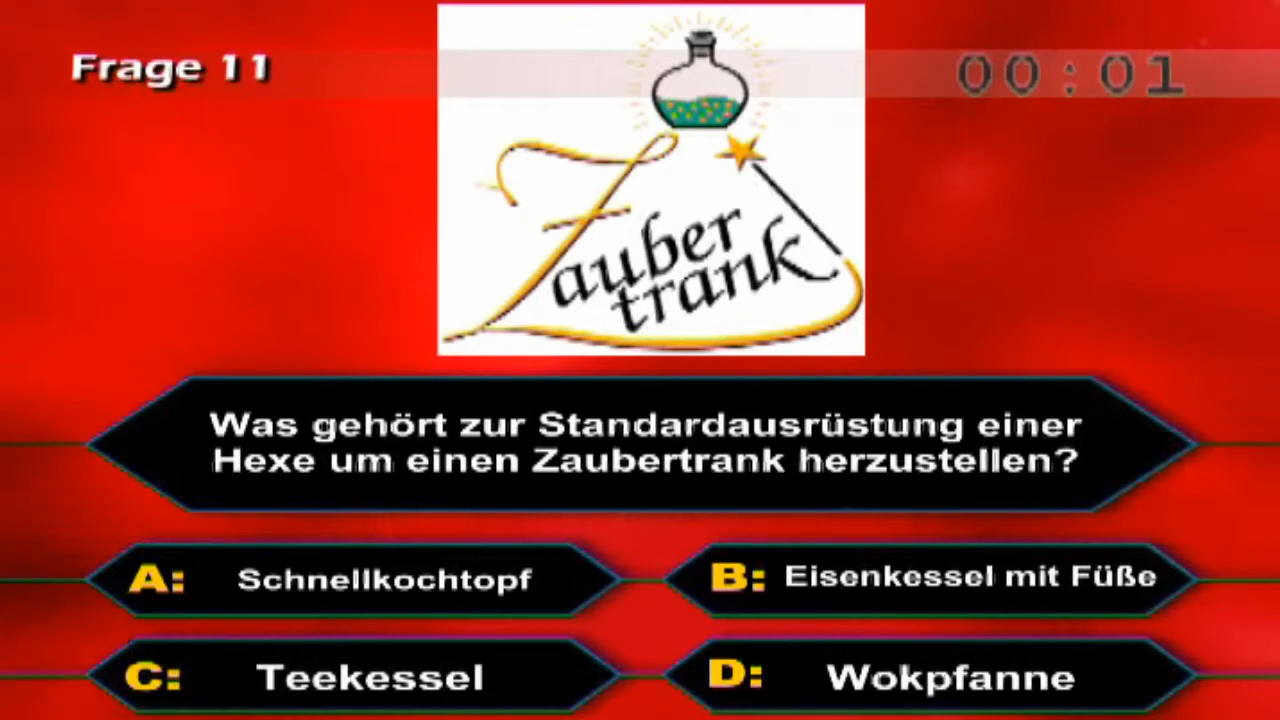 Frage 11
00:01
Zauber
trank
Was gehört zur Standardausrüstung einer
Hexe um einen Zaubertrank herzustellen?
A: Schnellkochtopf
B: Eisenkessel mit Füße
C: Teekessel
D: Wokpfanne